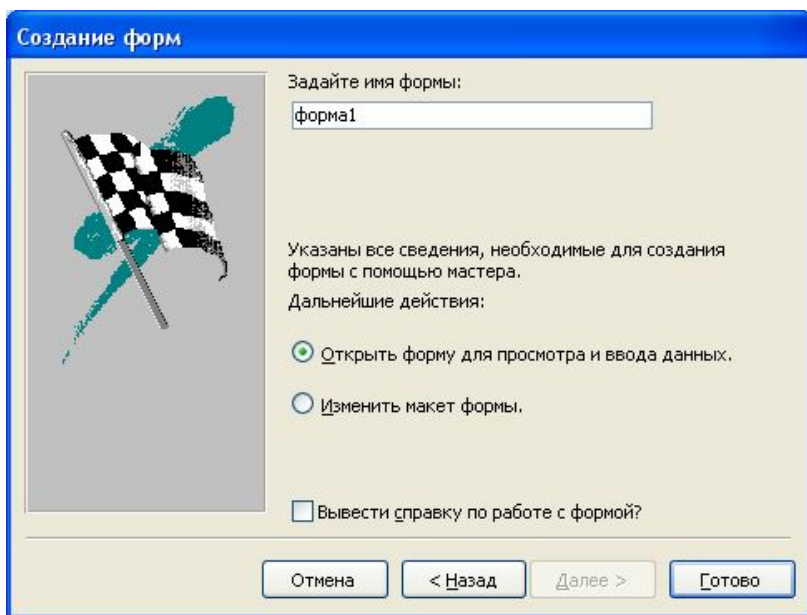 Создание форм
Задайте имя формы:
форма1
Указаны все сведения, необходимые для создания
формы с помощью мастера.
Дальнейшие действия:
Открыть форму для просмотра и ввода данных.
Изменить макет формы.
Вывести справку по работе с формой?
Отмена
< Назад
Далее >
Готово